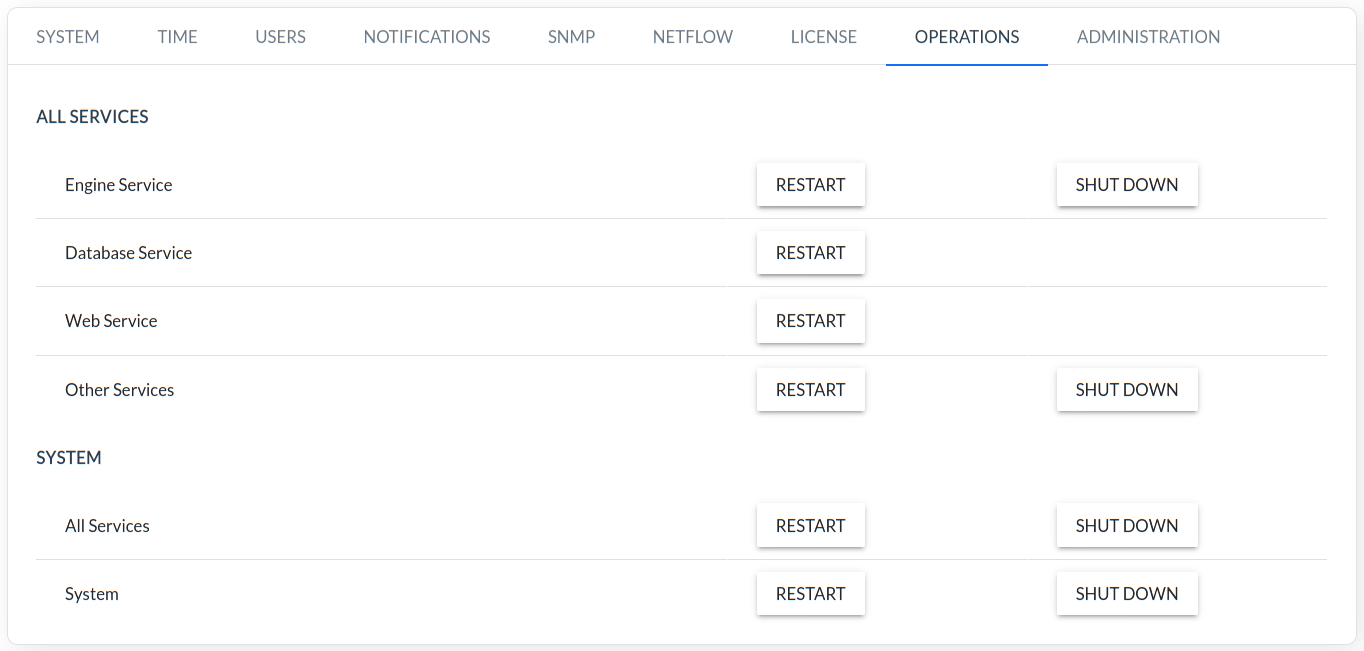 SYSTEM TIME USERS NOTIFICATIONS SNMP NETFLOW LICENSE OPERATIONS ADMINISTRATION
ALL SERVICES
Engine Service RESTART SHUT DOWN
Database Service RESTART
Web Service RESTART
Other Services RESTART SHUT DOWN
SYSTEM
All Services RESTART SHUT DOWN
System RESTART SHUT DOWN